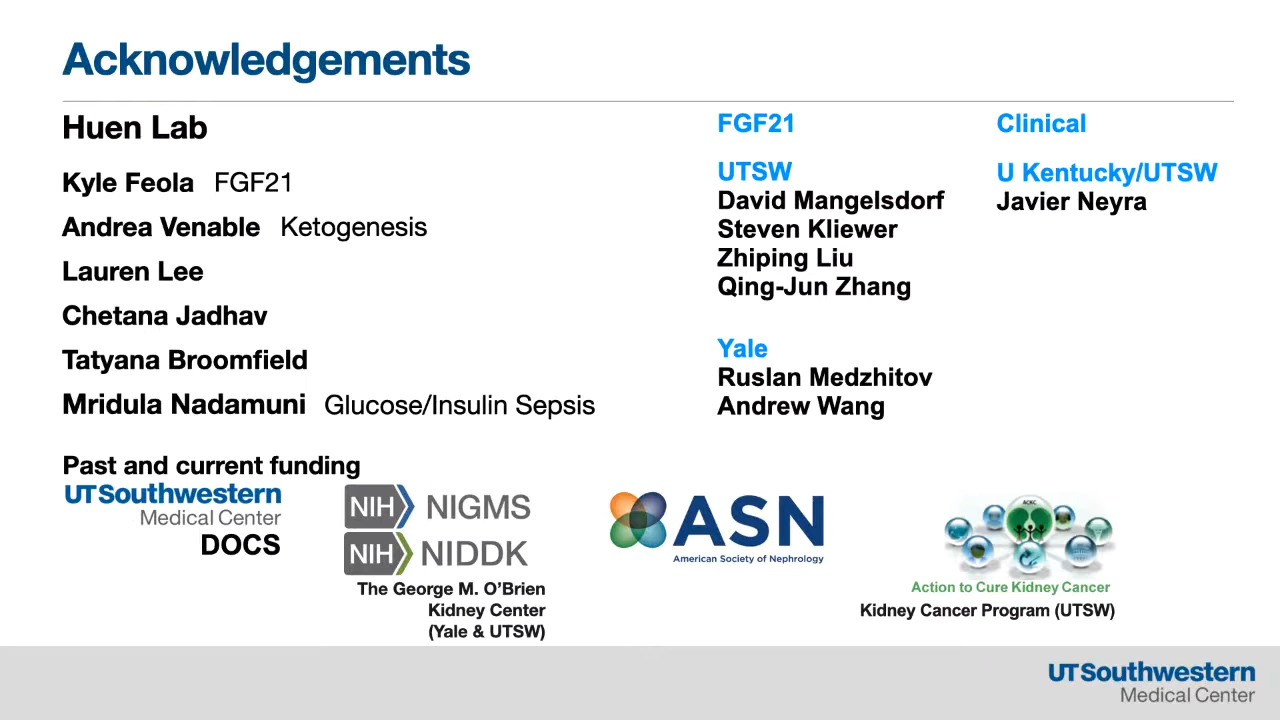 Acknowledgements
Huen Lab
Kyle Feola FGF21
Andrea Venable Ketogenesis
Lauren Lee
Chetana Jadhav
Tatyana Broomfield
Mridula Nadamuni Glucose/Insulin Sepsis
FGF21
UTSW
David Mangelsdorf
Steven Kliewer
Zhiping Liu
Qing-Jun Zhang
Yale
Ruslan Medzhitov
Andrew Wang
Clinical
U Kentucky/UTSW
Javier Neyra
Past and current funding
UTSouthwestern
Medical Center
DOCS
NIH NIGMS
NIH NIDDK
The George M. O’Brien
Kidney Center
(Yale & UTSW)
ASN
American Society of Nephrology
ACKC
Action to Cure Kidney Cancer
Kidney Cancer Program (UTSW)
UTSouthwestern
Medical Center